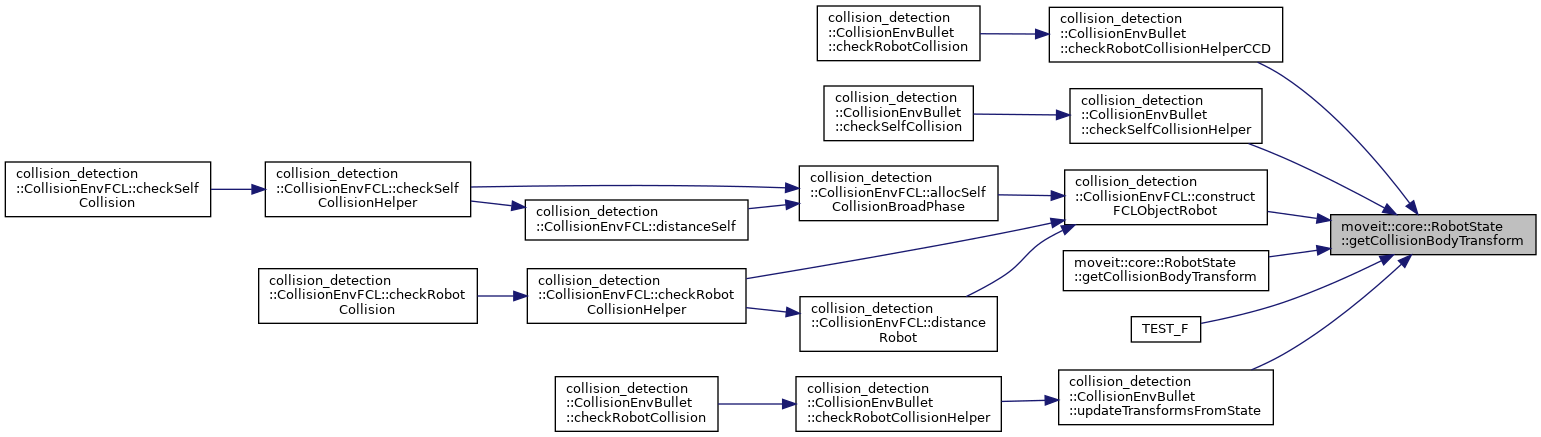 collision_detection
::CollisionEnvBullet
::checkRobotCollision
collision_detection
::CollisionEnvBullet
::checkRobotCollisionHelperCCD
collision_detection
::CollisionEnvBullet
::checkSelfCollision
collision_detection
::CollisionEnvBullet
::checkSelfCollisionHelper
collision_detection
::CollisionEnvFCL::checkSelf
Collision
collision_detection
::CollisionEnvFCL::checkSelf
CollisionHelper
collision_detection
::CollisionEnvFCL::distanceSelf
collision_detection
::CollisionEnvFCL::allocSelf
CollisionBroadPhase
collision_detection
::CollisionEnvFCL::construct
FCLObjectRobot
moveit::core::RobotState
::getCollisionBodyTransform
moveit::core::RobotState
::getCollisionBodyTransform
collision_detection
::CollisionEnvFCL::checkRobot
Collision
collision_detection
::CollisionEnvFCL::checkRobot
CollisionHelper
collision_detection
::CollisionEnvFCL::distance
Robot
TEST_F
collision_detection
::CollisionEnvBullet
::checkRobotCollision
collision_detection
::CollisionEnvBullet
::checkRobotCollisionHelper
collision_detection
::CollisionEnvBullet
::updateTransformsFromState